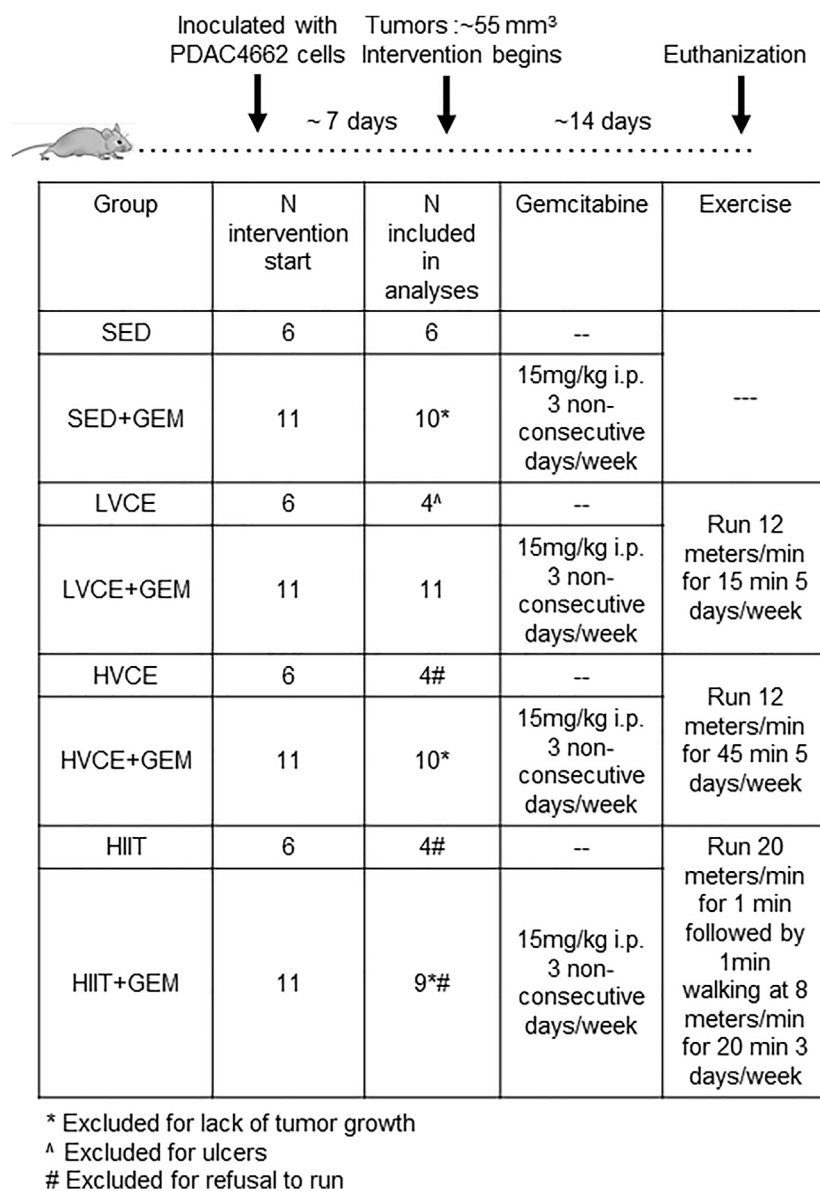 Inoculated with
PDAC4662 cells
Tumors :~55 mm³
Intervention begins
Euthanization
~ 7 days
~14 days
Group
N
intervention
start
N
included
in
analyses
Gemcitabine
Exercise
SED
6
6
--
---
SED+GEM
11
10*
15mg/kg i.p.
3 non-
consecutive
days/week
LVCE
6
4^
--
Run 12
meters/min
for 15 min 5
days/week
LVCE+GEM
11
11
15mg/kg i.p.
3 non-
consecutive
days/week
HVCE
6
4#
--
Run 12
meters/min
for 45 min 5
days/week
HVCE+GEM
11
10*
15mg/kg i.p.
3 non-
consecutive
days/week
HIIT
6
4#
--
Run 20
meters/min
for 1 min
followed by
1min
walking at 8
meters/min
for 20 min 3
days/week
HIIT+GEM
11
9*#
15mg/kg i.p.
3 non-
consecutive
days/week
* Excluded for lack of tumor growth
^ Excluded for ulcers
# Excluded for refusal to run